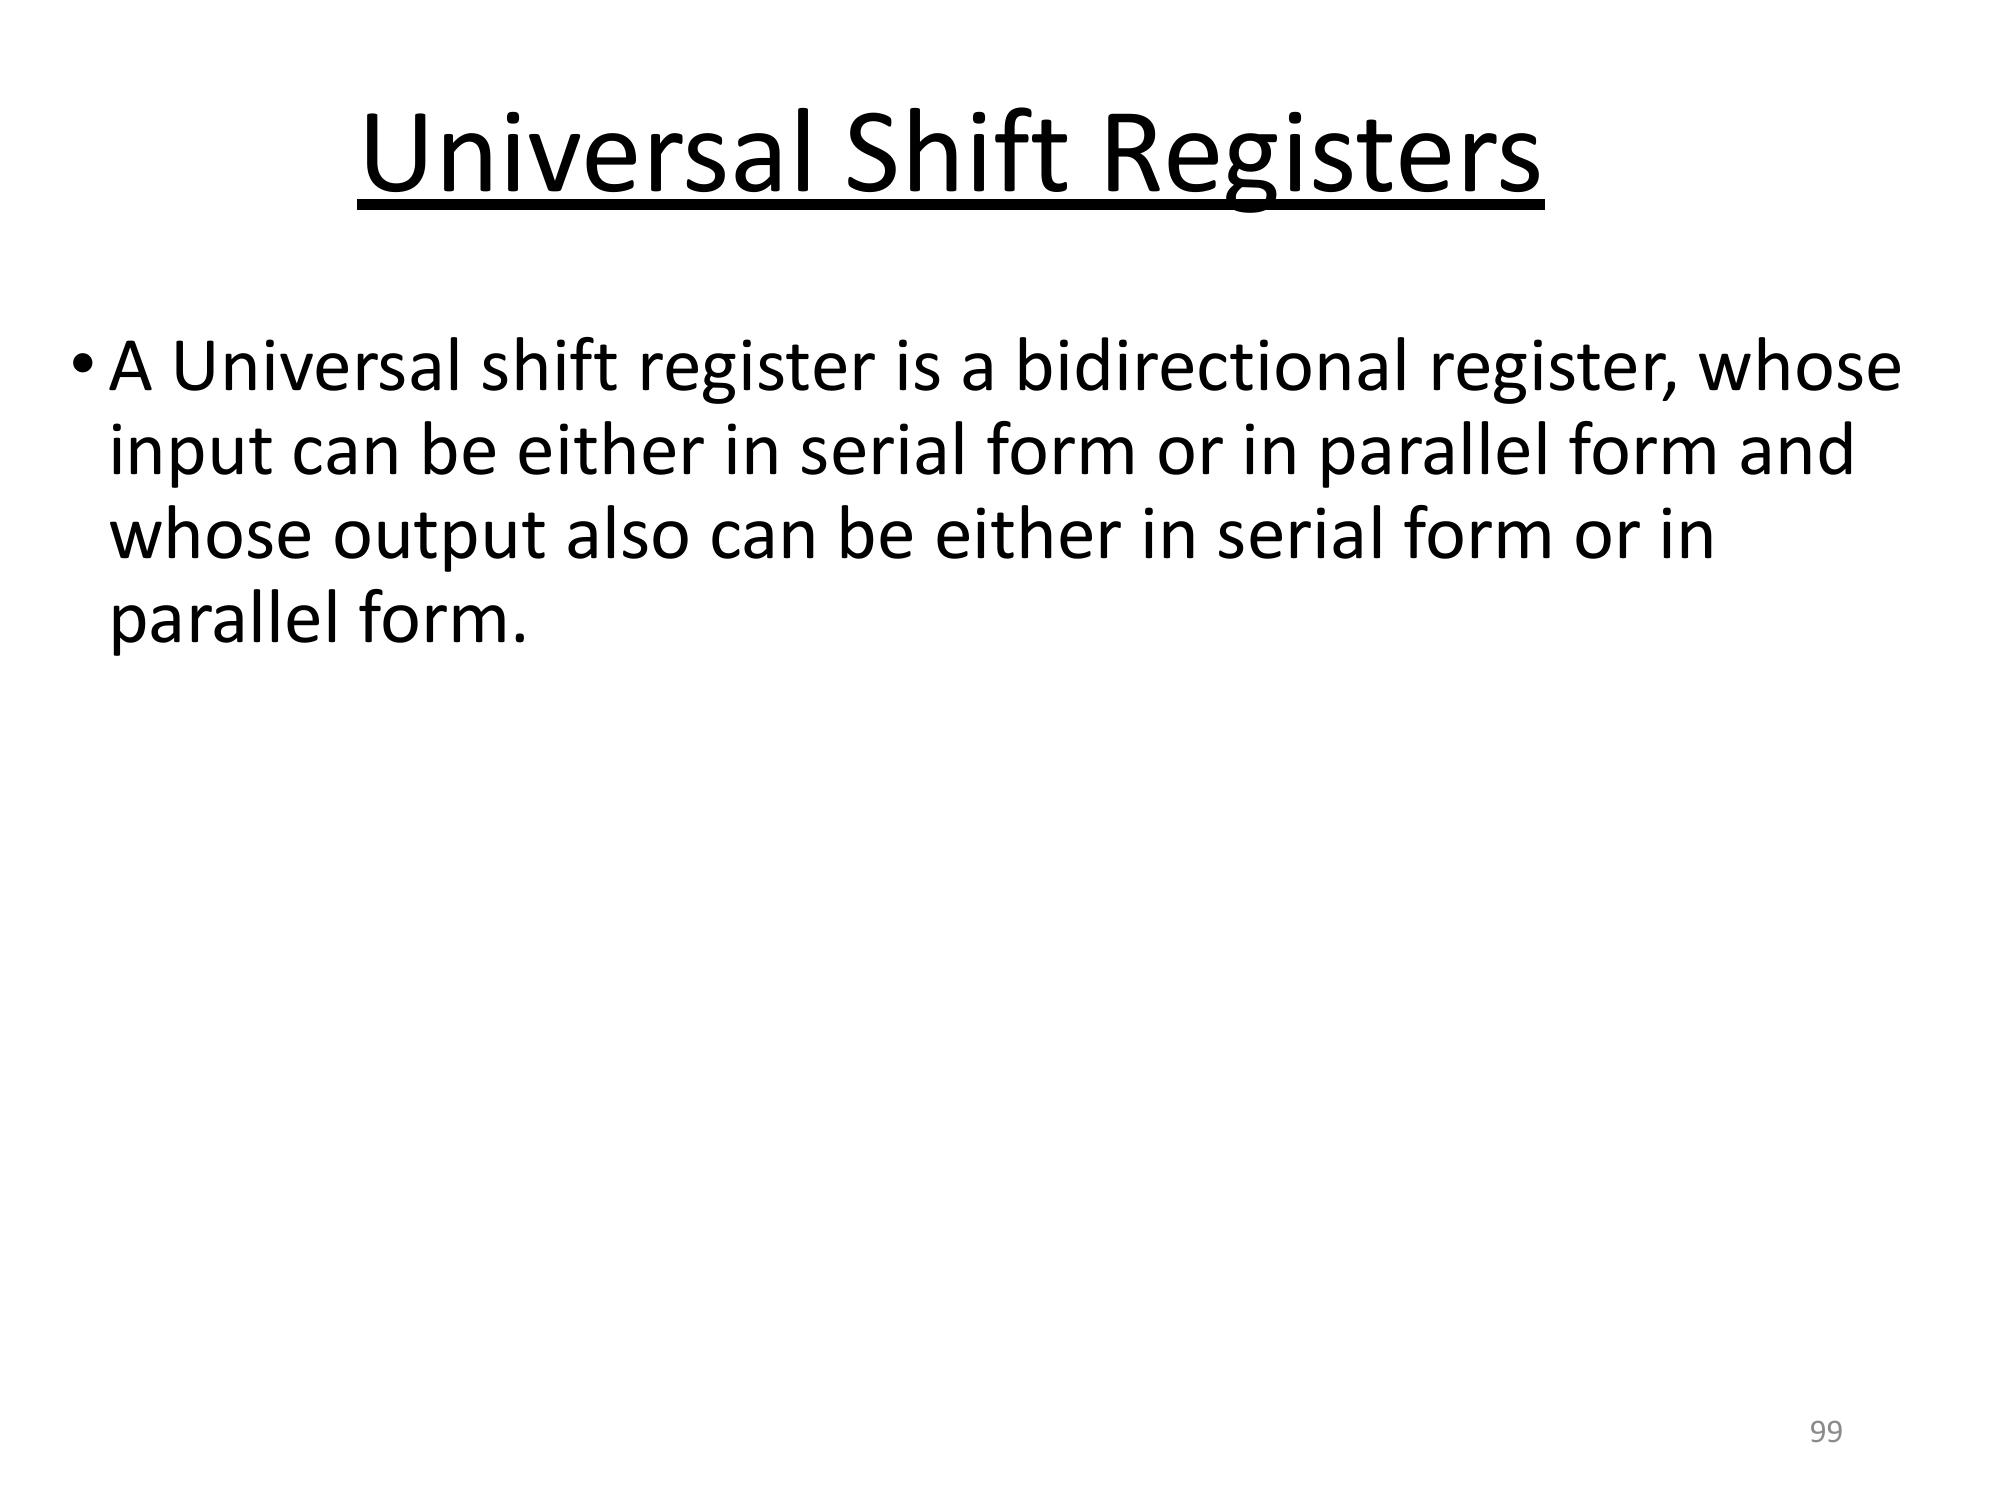 Universal Shift Registers
• A Universal shift register is a bidirectional register, whose
input can be either in serial form or in parallel form and
whose output also can be either in serial form or in
parallel form.
99